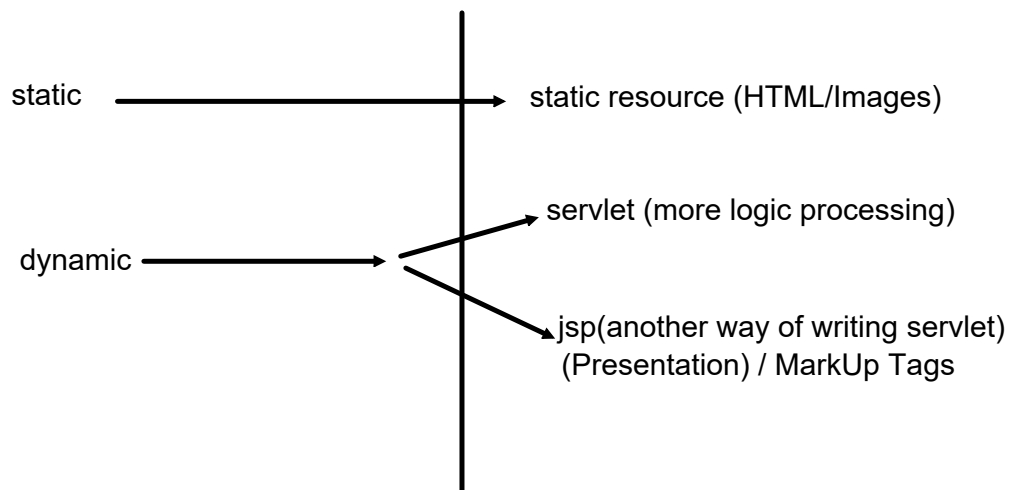 static
static resource (HTML/Images)
servlet (more logic processing)
dynamic
jsp(another way of writing servlet)
(Presentation) / MarkUp Tags